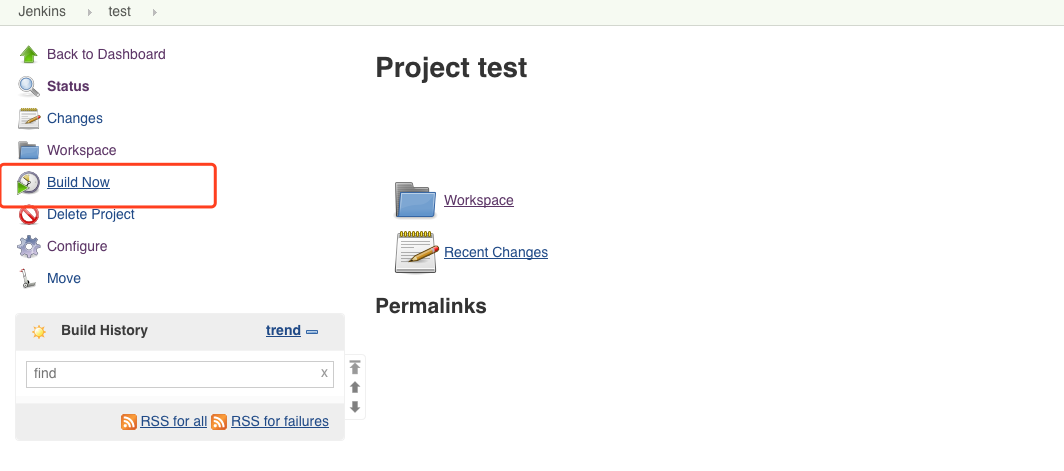 Jenkins test
Back to Dashboard
Status
Changes
Workspace
Build Now
Delete Project
Configure
Move
Build History trend
find x
RSS for all RSS for failures
Project test
Workspace
Recent Changes
Permalinks